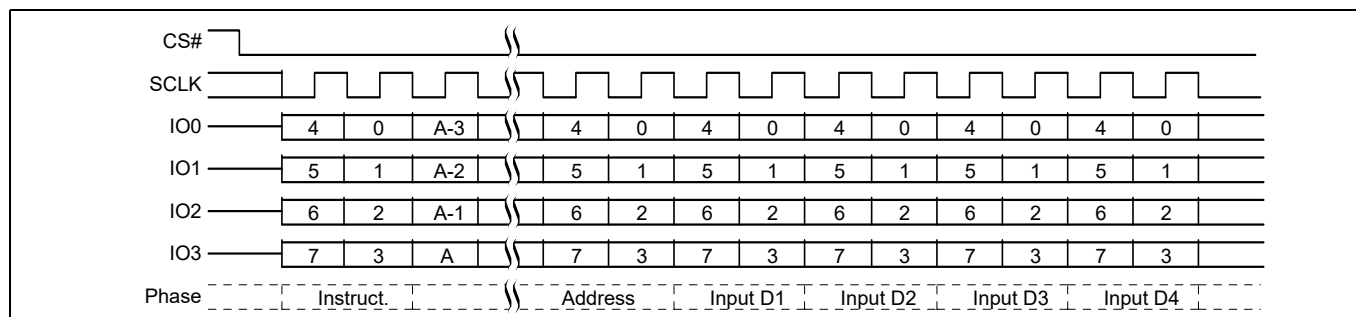 CS#
SCLK
IO0 4 0 A-3 4 0 4 0 4 0 4 0 4 0
IO1 5 1 A-2 5 1 5 1 5 1 5 1 5 1
IO2 6 2 A-1 6 2 6 2 6 2 6 2 6 2
IO3 7 3 A 7 3 7 3 7 3 7 3 7 3
Phase Instruct. Address Input D1 Input D2 Input D3 Input D4